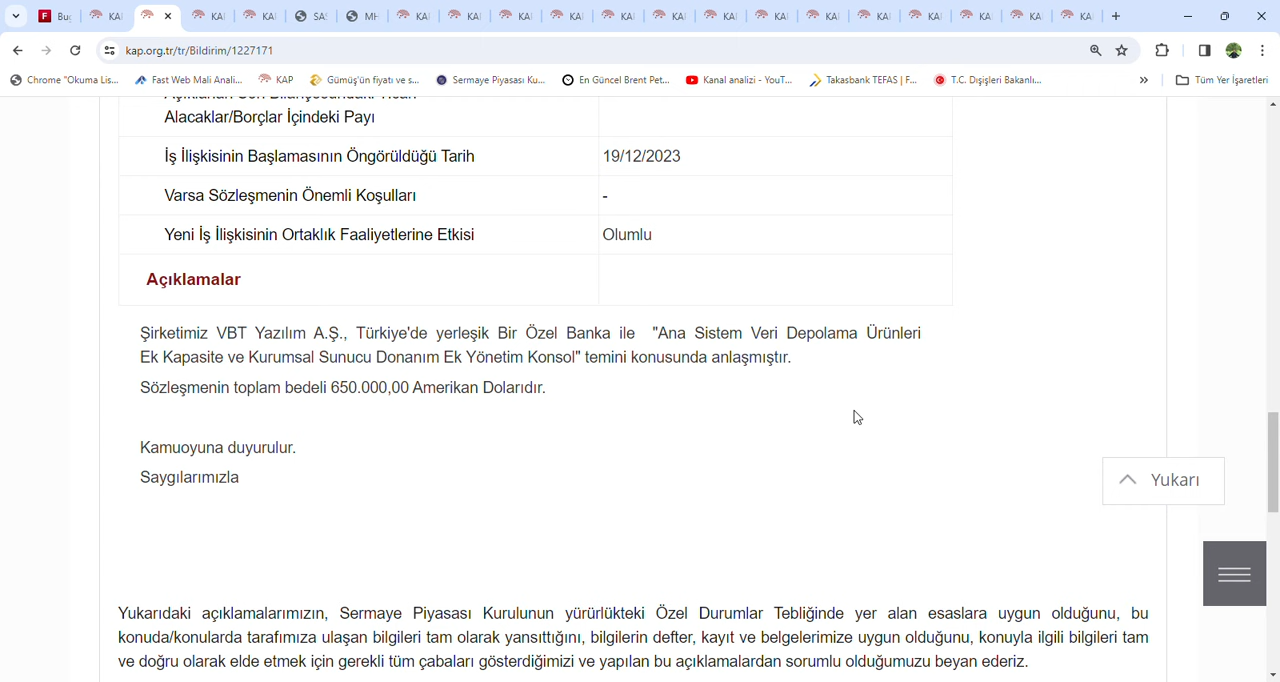 Bu
KAP
KAP
KAP
SAS
MH
KAP
kap.org.tr/tr/Bildirim/1227171
Chrome "Okuma Lis...
Fast Web Mali Anali...
KAP
Gümüş'ün fiyatı ve s...
Sermaye Piyasası Ku...
En Güncel Brent Pet...
Kanal analizi - YouT...
Takasbank TEFAS | F...
T.C. Dışişleri Bakanlı...
»
Tüm Yer İşaretleri
Alacaklar/Borçlar İçindeki Payı
İş İlişkisinin Başlamasının Öngörüldüğü Tarih 19/12/2023
Varsa Sözleşmenin Önemli Koşulları -
Yeni İş İlişkisinin Ortaklık Faaliyetlerine Etkisi Olumlu
Açıklamalar
Şirketimiz VBT Yazılım A.Ş., Türkiye'de yerleşik Bir Özel Banka ile "Ana Sistem Veri Depolama Ürünleri
Ek Kapasite ve Kurumsal Sunucu Donanım Ek Yönetim Konsol" temini konusunda anlaşmıştır.
Sözleşmenin toplam bedeli 650.000,00 Amerikan Dolarıdır.
Kamuoyuna duyurulur.
Saygılarımızla
Yukarı
Yukarıdaki açıklamalarımızın, Sermaye Piyasası Kurulunun yürürlükteki Özel Durumlar Tebliğinde yer alan esaslara uygun olduğunu, bu
konuda/konularda tarafımıza ulaşan bilgileri tam olarak yansıttığını, bilgilerin defter, kayıt ve belgelerimize uygun olduğunu, konuyla ilgili bilgileri tam
ve doğru olarak elde etmek için gerekli tüm çabaları gösterdiğimizi ve yapılan bu açıklamalardan sorumlu olduğumuzu beyan ederiz.